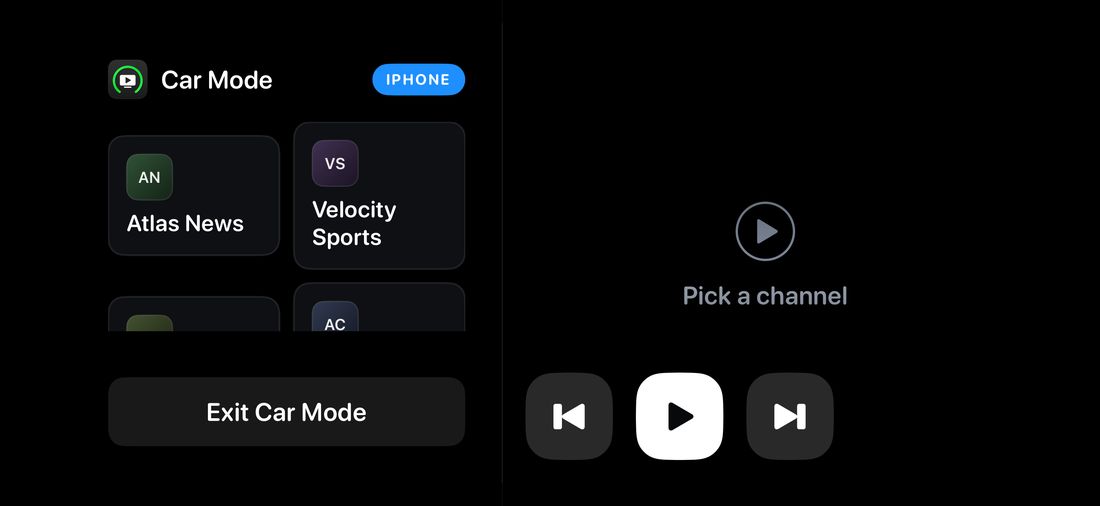 Car Mode
IPHONE
AN
Atlas News
VS
Velocity
Sports
AC
Exit Car Mode
Pick a channel